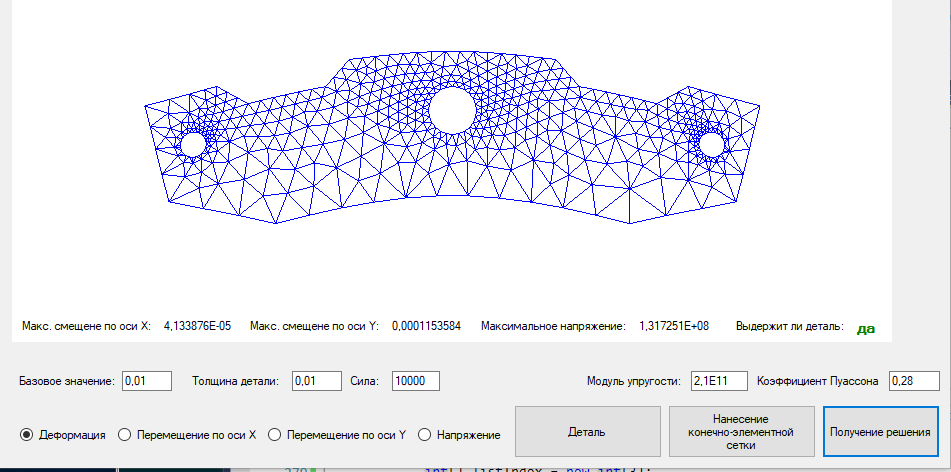 Макс. смещене по оси X: 4,133876E-05 Макс. смещене по оси Y: 0,0001153584 Максимальное напряжение: 1,317251E+08 Выдержит ли деталь: да
Базовое значение: 0,01 Толщина детали: 0,01 Сила: 10000 Модуль упругости: 2,1E11 Коэффициент Пуассона 0,28
Деформация Перемещение по оси X Перемещение по оси Y Напряжение
Деталь
Нанесение
конечно-элементной
сетки
Получение решения